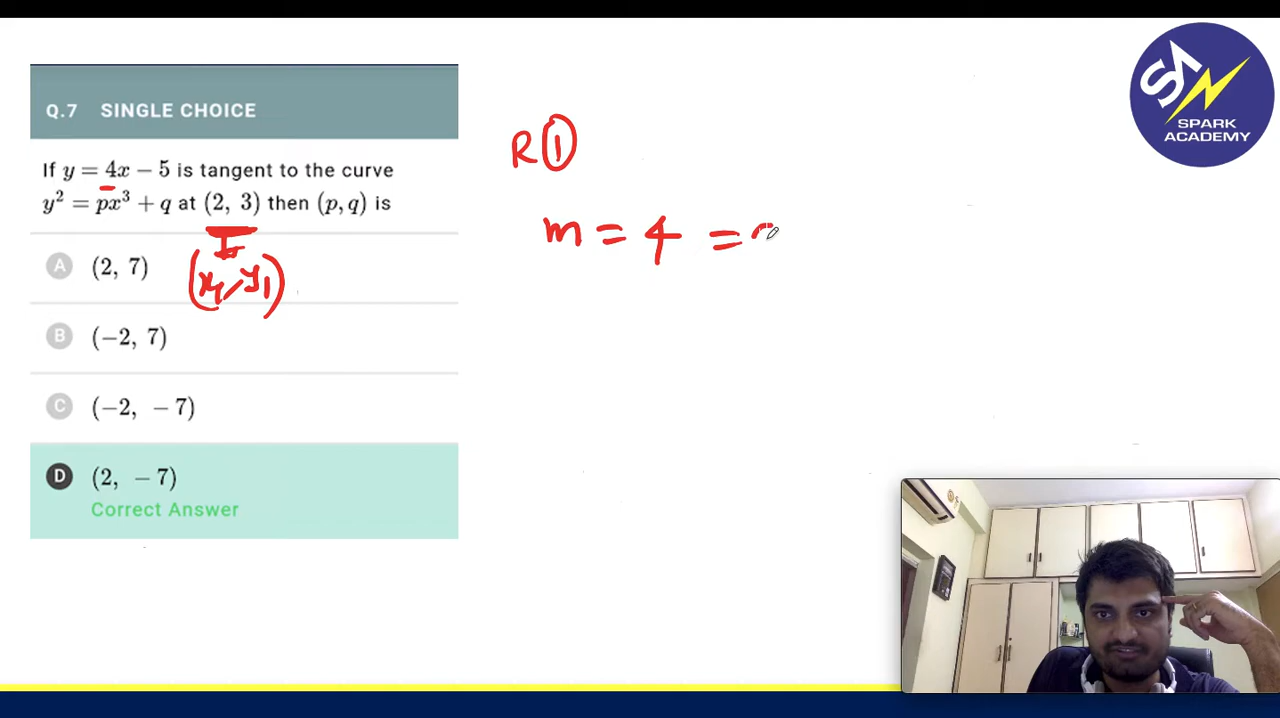 Q.7 SINGLE CHOICE
If y = 4x − 5 is tangent to the curve
y² = px³ + q at (2, 3) then (p, q) is
A (2, 7)
(x₁, y₁)
B (−2, 7)
C (−2, − 7)
D (2, − 7)
Correct Answer
R ①
m = 4 =
SPARK
ACADEMY